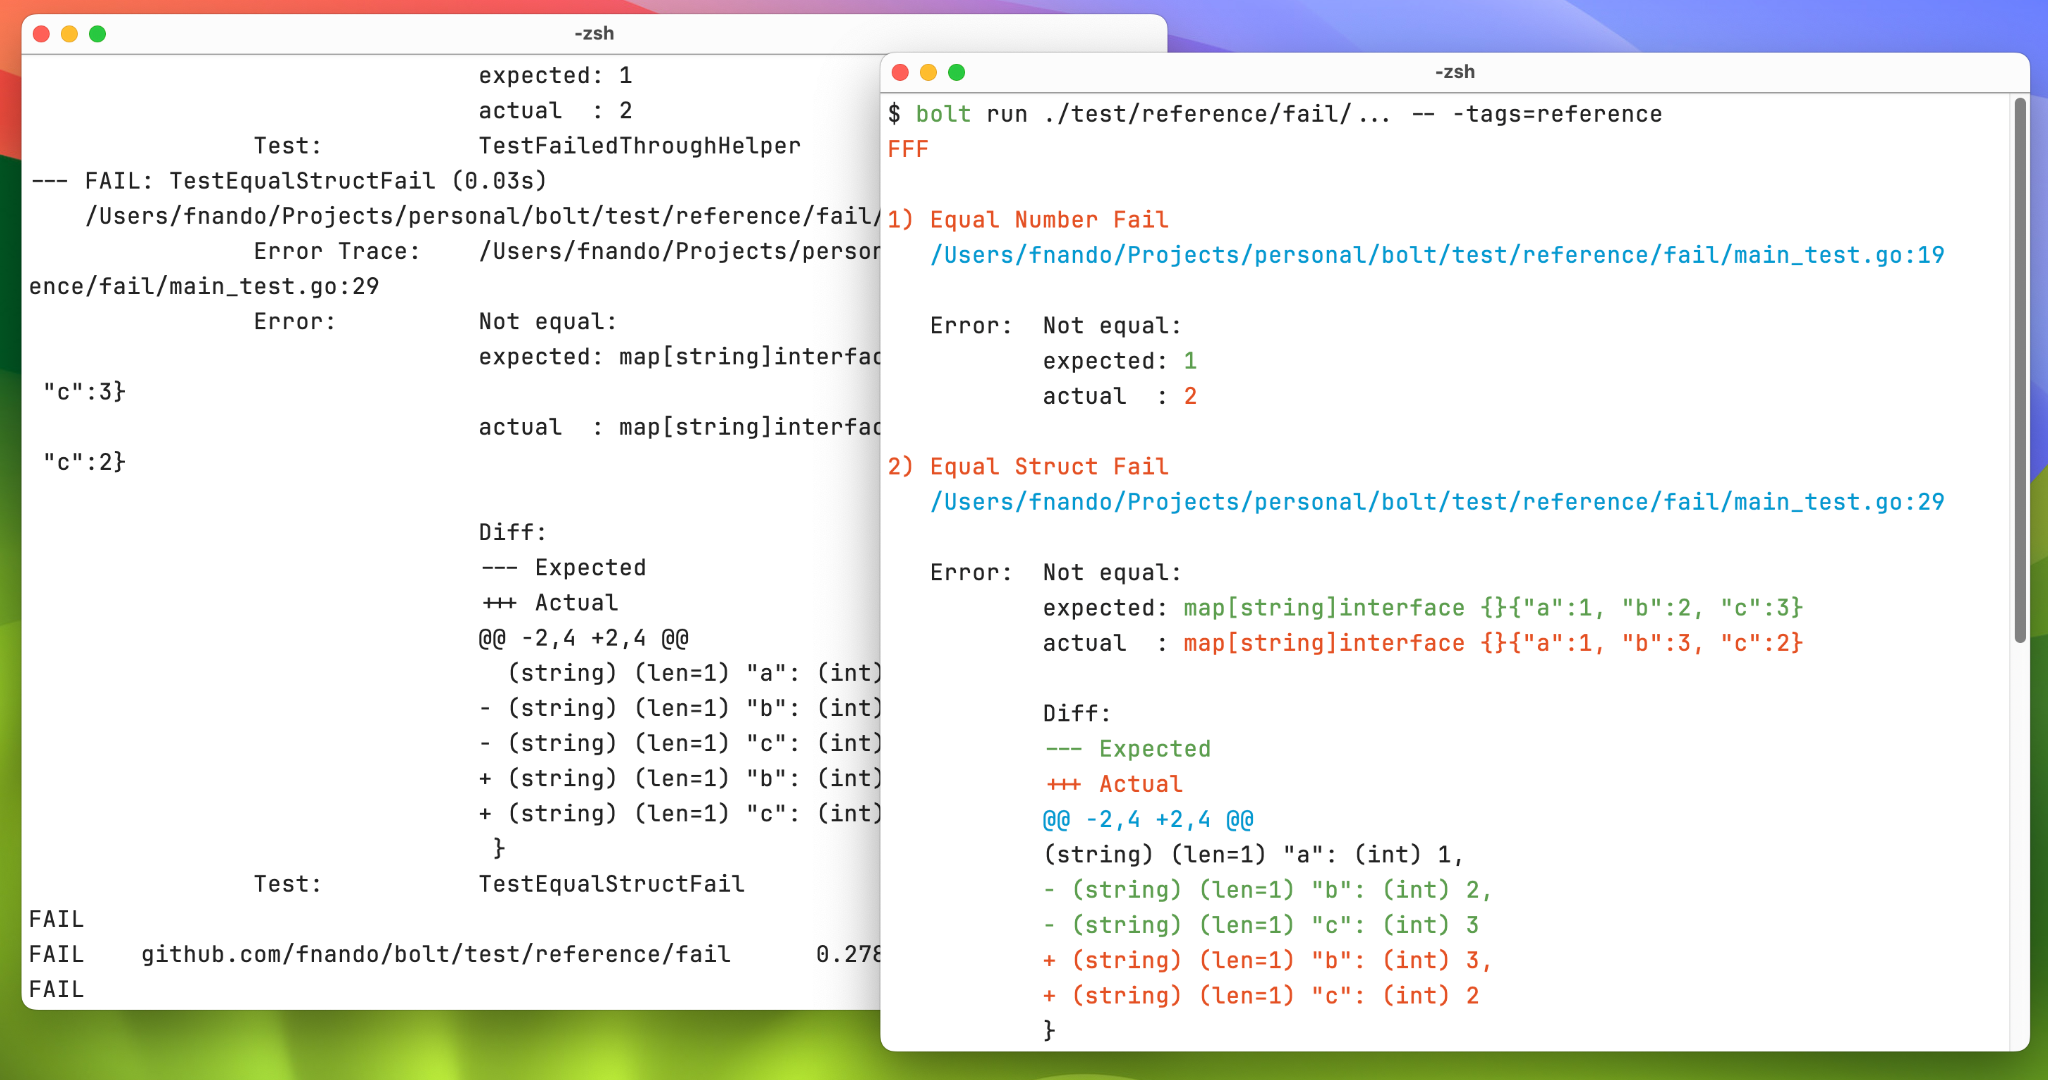 -zsh
expected: 1
actual  : 2
Test: TestFailedThroughHelper
--- FAIL: TestEqualStructFail (0.03s)
/Users/fnando/Projects/personal/bolt/test/reference/fail/
Error Trace: /Users/fnando/Projects/person
ence/fail/main_test.go:29
Error: Not equal:
expected: map[string]interfac
"c":3}
actual  : map[string]interfac
"c":2}
Diff:
--- Expected
+++ Actual
@@ -2,4 +2,4 @@
(string) (len=1) "a": (int)
- (string) (len=1) "b": (int)
- (string) (len=1) "c": (int)
+ (string) (len=1) "b": (int)
+ (string) (len=1) "c": (int)
}
Test: TestEqualStructFail
FAIL
FAIL github.com/fnando/bolt/test/reference/fail 0.278
FAIL
-zsh
$ bolt run ./test/reference/fail/... -- -tags=reference
FFF
1) Equal Number Fail
/Users/fnando/Projects/personal/bolt/test/reference/fail/main_test.go:19
Error: Not equal:
expected: 1
actual  : 2
2) Equal Struct Fail
/Users/fnando/Projects/personal/bolt/test/reference/fail/main_test.go:29
Error: Not equal:
expected: map[string]interface {}{"a":1, "b":2, "c":3}
actual  : map[string]interface {}{"a":1, "b":3, "c":2}
Diff:
--- Expected
+++ Actual
@@ -2,4 +2,4 @@
(string) (len=1) "a": (int) 1,
- (string) (len=1) "b": (int) 2,
- (string) (len=1) "c": (int) 3
+ (string) (len=1) "b": (int) 3,
+ (string) (len=1) "c": (int) 2
}